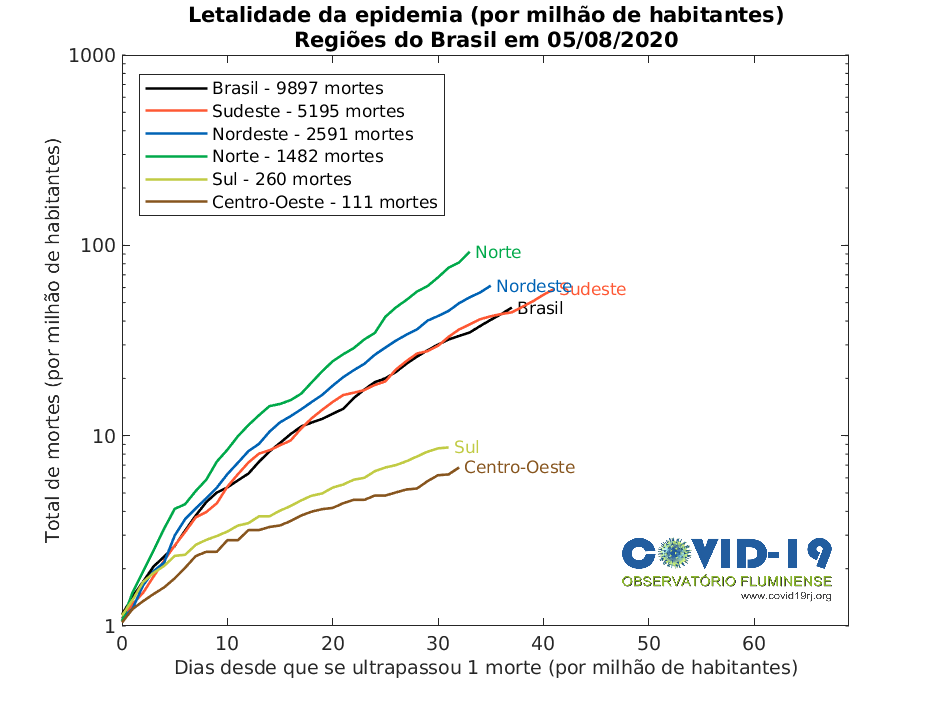 Letalidade da epidemia (por milhão de habitantes)
Regiões do Brasil em 05/08/2020
Total de mortes (por milhão de habitantes)
1000
100
10
1
Brasil - 9897 mortes
Sudeste - 5195 mortes
Nordeste - 2591 mortes
Norte - 1482 mortes
Sul - 260 mortes
Centro-Oeste - 111 mortes
Norte
Nordeste
Sudeste
Brasil
Sul
Centro-Oeste
COVID-19
OBSERVATÓRIO FLUMINENSE
www.covid19rj.org
0 10 20 30 40 50 60
Dias desde que se ultrapassou 1 morte (por milhão de habitantes)